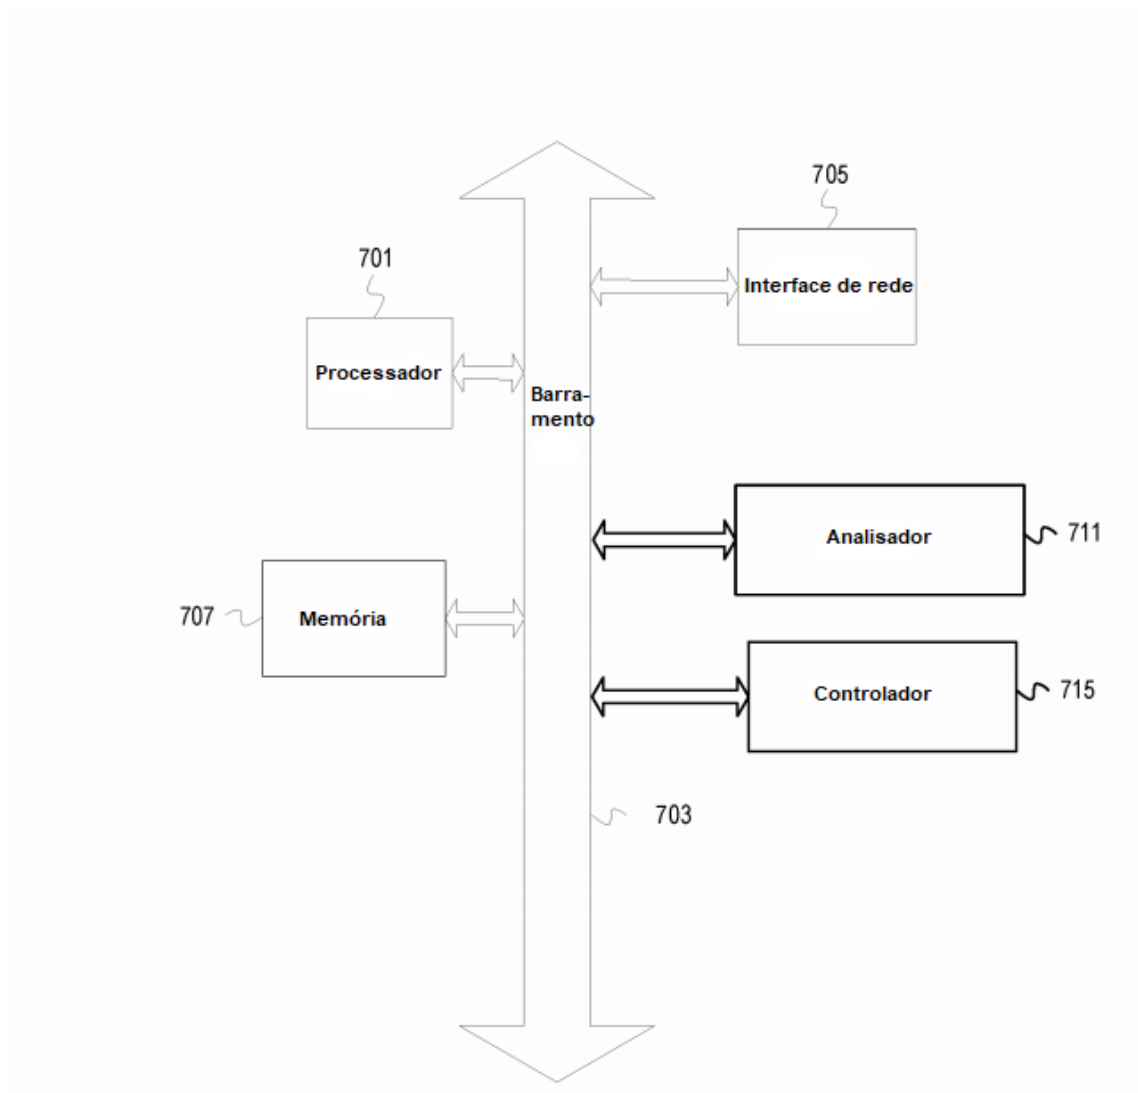 705
701
Interface de rede
Processador
Barra-
mento
Analisador
711
707
Memória
Controlador
715
703